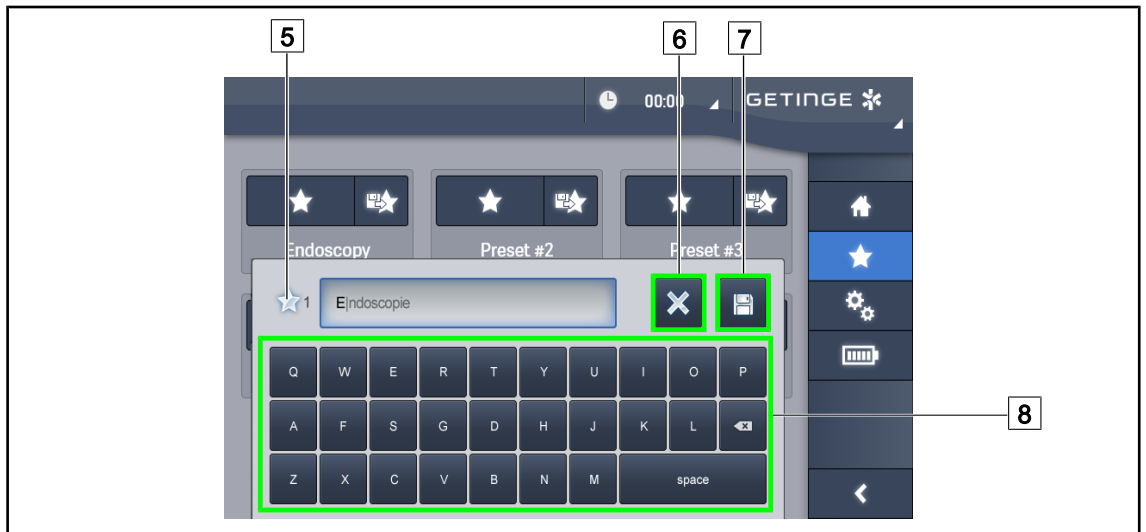 5 6 7
00:00 GETINGE
Endoscopy Preset #2 Preset #3
1 E|ndoscopie
Q W E R T Y U I O P
8
A F S G D H J K L
Z X C V B N M space